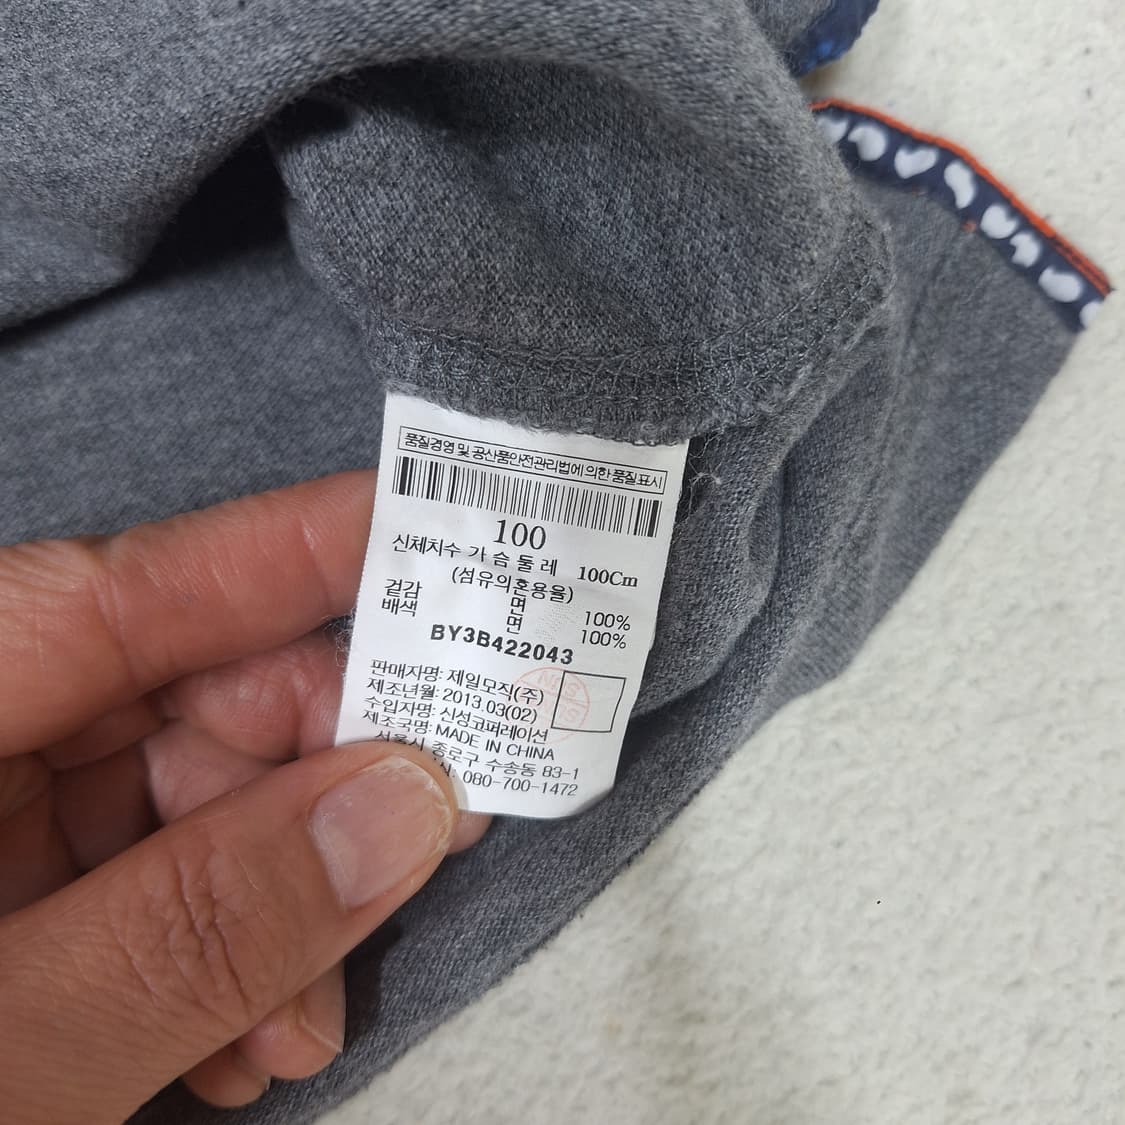 품질경영 및 공산품안전관리법에 의한 품질표시
100
신체치수 가 슴 둘 레 100Cm
(섬유의혼용율)
겉감 면 100%
배색 면 100%
BY3B422043
판매자명: 제일모직(주)
제조년월: 2013.03(02)
수입자명: 신성코퍼레이션
제조국명: MADE IN CHINA
서울시 종로구 수송동 83-1
080-700-1472